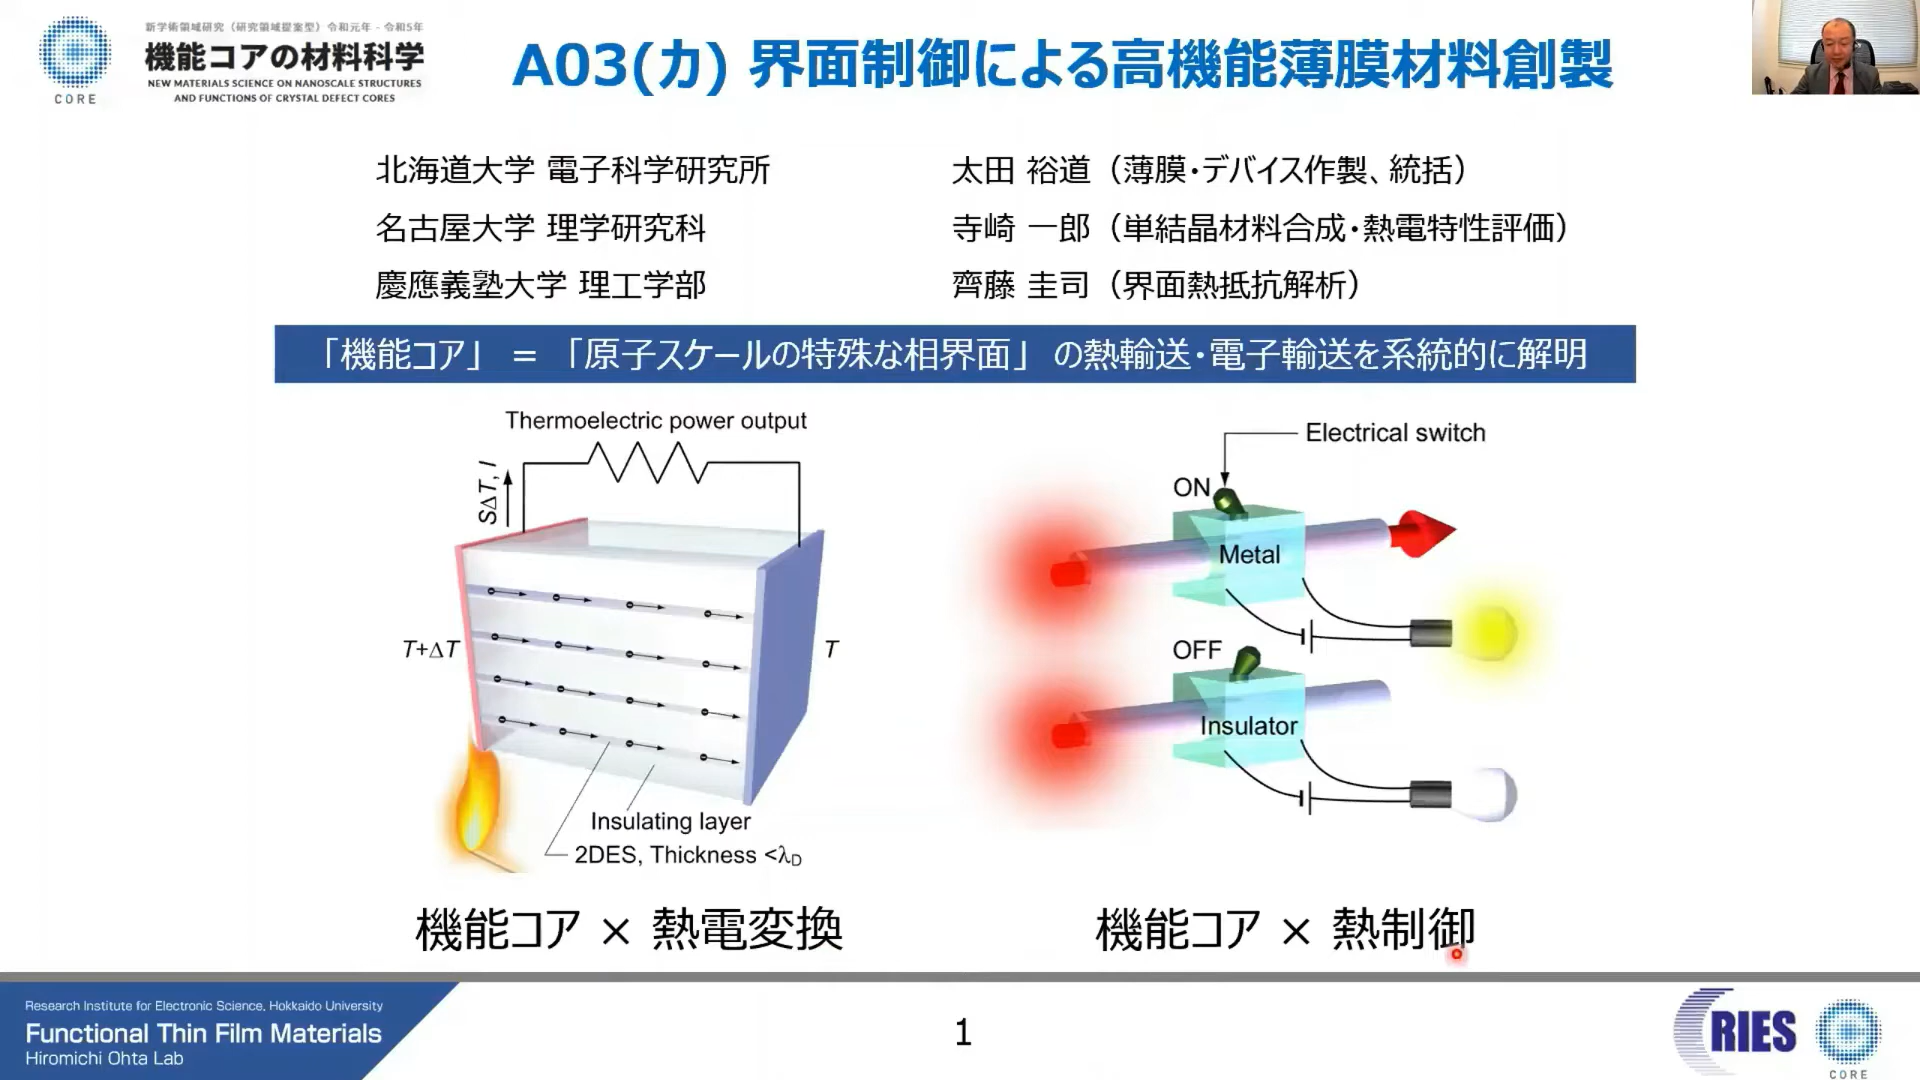 新学術領域研究（研究領域提案型）令和元年 - 令和5年
機能コアの材料科学
NEW MATERIALS SCIENCE ON NANOSCALE STRUCTURES
AND FUNCTIONS OF CRYSTAL DEFECT CORES
CORE
A03(カ) 界面制御による高機能薄膜材料創製
北海道大学 電子科学研究所
太田 裕道（薄膜・デバイス作製、統括）
名古屋大学 理学研究科
寺崎 一郎（単結晶材料合成・熱電特性評価）
慶應義塾大学 理工学部
齊藤 圭司（界面熱抵抗解析）
「機能コア」 = 「原子スケールの特殊な相界面」 の熱輸送・電子輸送を系統的に解明
Thermoelectric power output
SΔT, I
T+ΔT
T
Insulating layer
2DES, Thickness <λD
Electrical switch
ON
Metal
OFF
Insulator
機能コア × 熱電変換
機能コア × 熱制御
Research Institute for Electronic Science, Hokkaido University
Functional Thin Film Materials
Hiromichi Ohta Lab
1
RIES
CORE